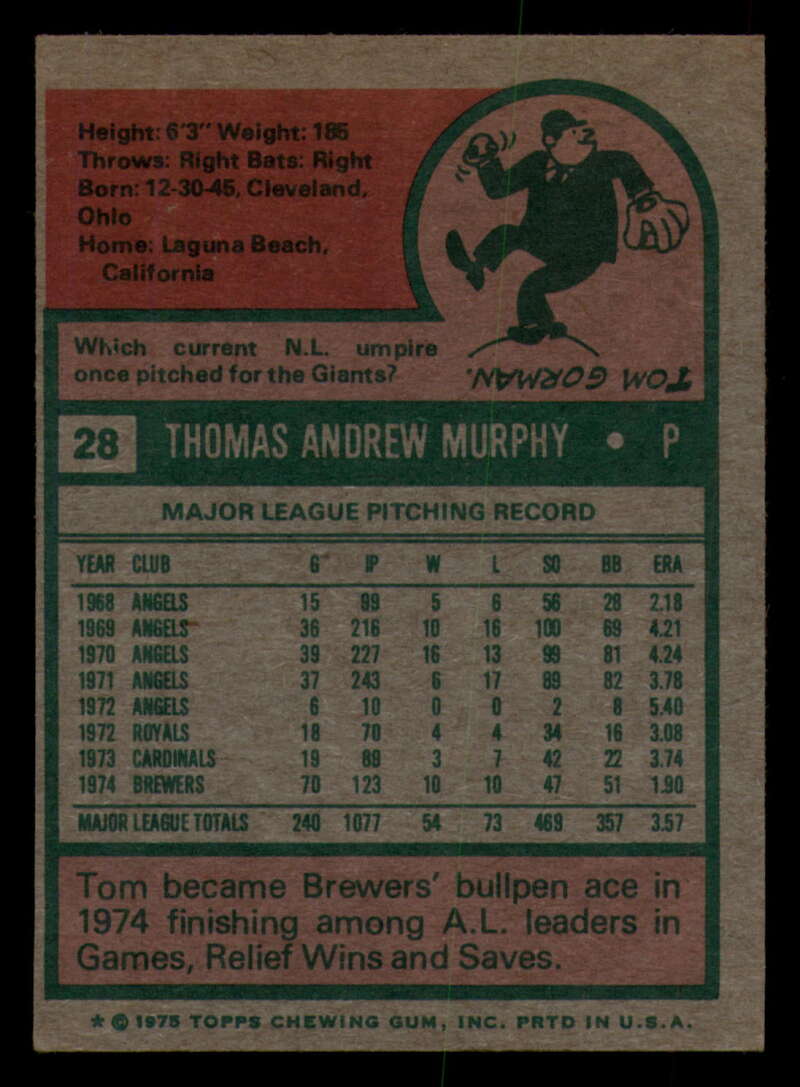 Height: 6'3" Weight: 185
Throws: Right Bats: Right
Born: 12-30-45, Cleveland,
Ohio
Home: Laguna Beach,
California
Which current N.L. umpire
once pitched for the Giants?
TOM GORMAN.
28 THOMAS ANDREW MURPHY • P
MAJOR LEAGUE PITCHING RECORD
YEAR CLUB G IP W L SO BB ERA
1968 ANGELS 15 99 5 6 56 28 2.18
1969 ANGELS 36 216 10 16 100 69 4.21
1970 ANGELS 39 227 16 13 99 81 4.24
1971 ANGELS 37 243 6 17 89 82 3.78
1972 ANGELS 6 10 0 0 2 8 5.40
1972 ROYALS 18 70 4 4 34 16 3.08
1973 CARDINALS 19 89 3 7 42 22 3.74
1974 BREWERS 70 123 10 10 47 51 1.90
MAJOR LEAGUE TOTALS 240 1077 54 73 469 357 3.57
Tom became Brewers' bullpen ace in
1974 finishing among A.L. leaders in
Games, Relief Wins and Saves.
* © 1975 TOPPS CHEWING GUM, INC. PRTD IN U.S.A.